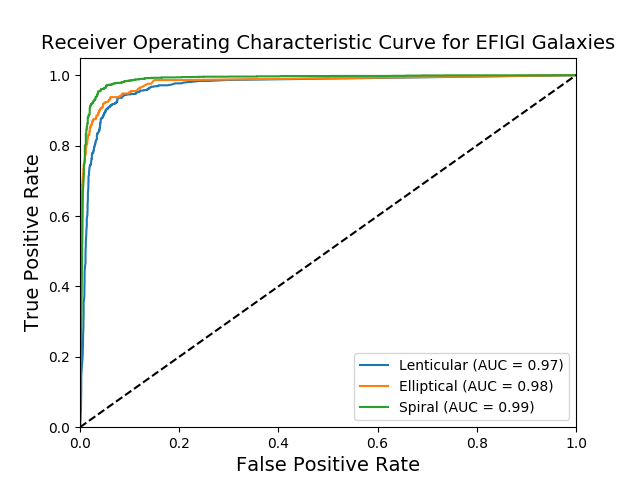 Receiver Operating Characteristic Curve for EFIGI Galaxies
True Positive Rate
1.0
0.8
0.6
0.4
0.2
0.0
Lenticular (AUC = 0.97)
Elliptical (AUC = 0.98)
Spiral (AUC = 0.99)
0.0 0.2 0.4 0.6 0.8 1.0
False Positive Rate